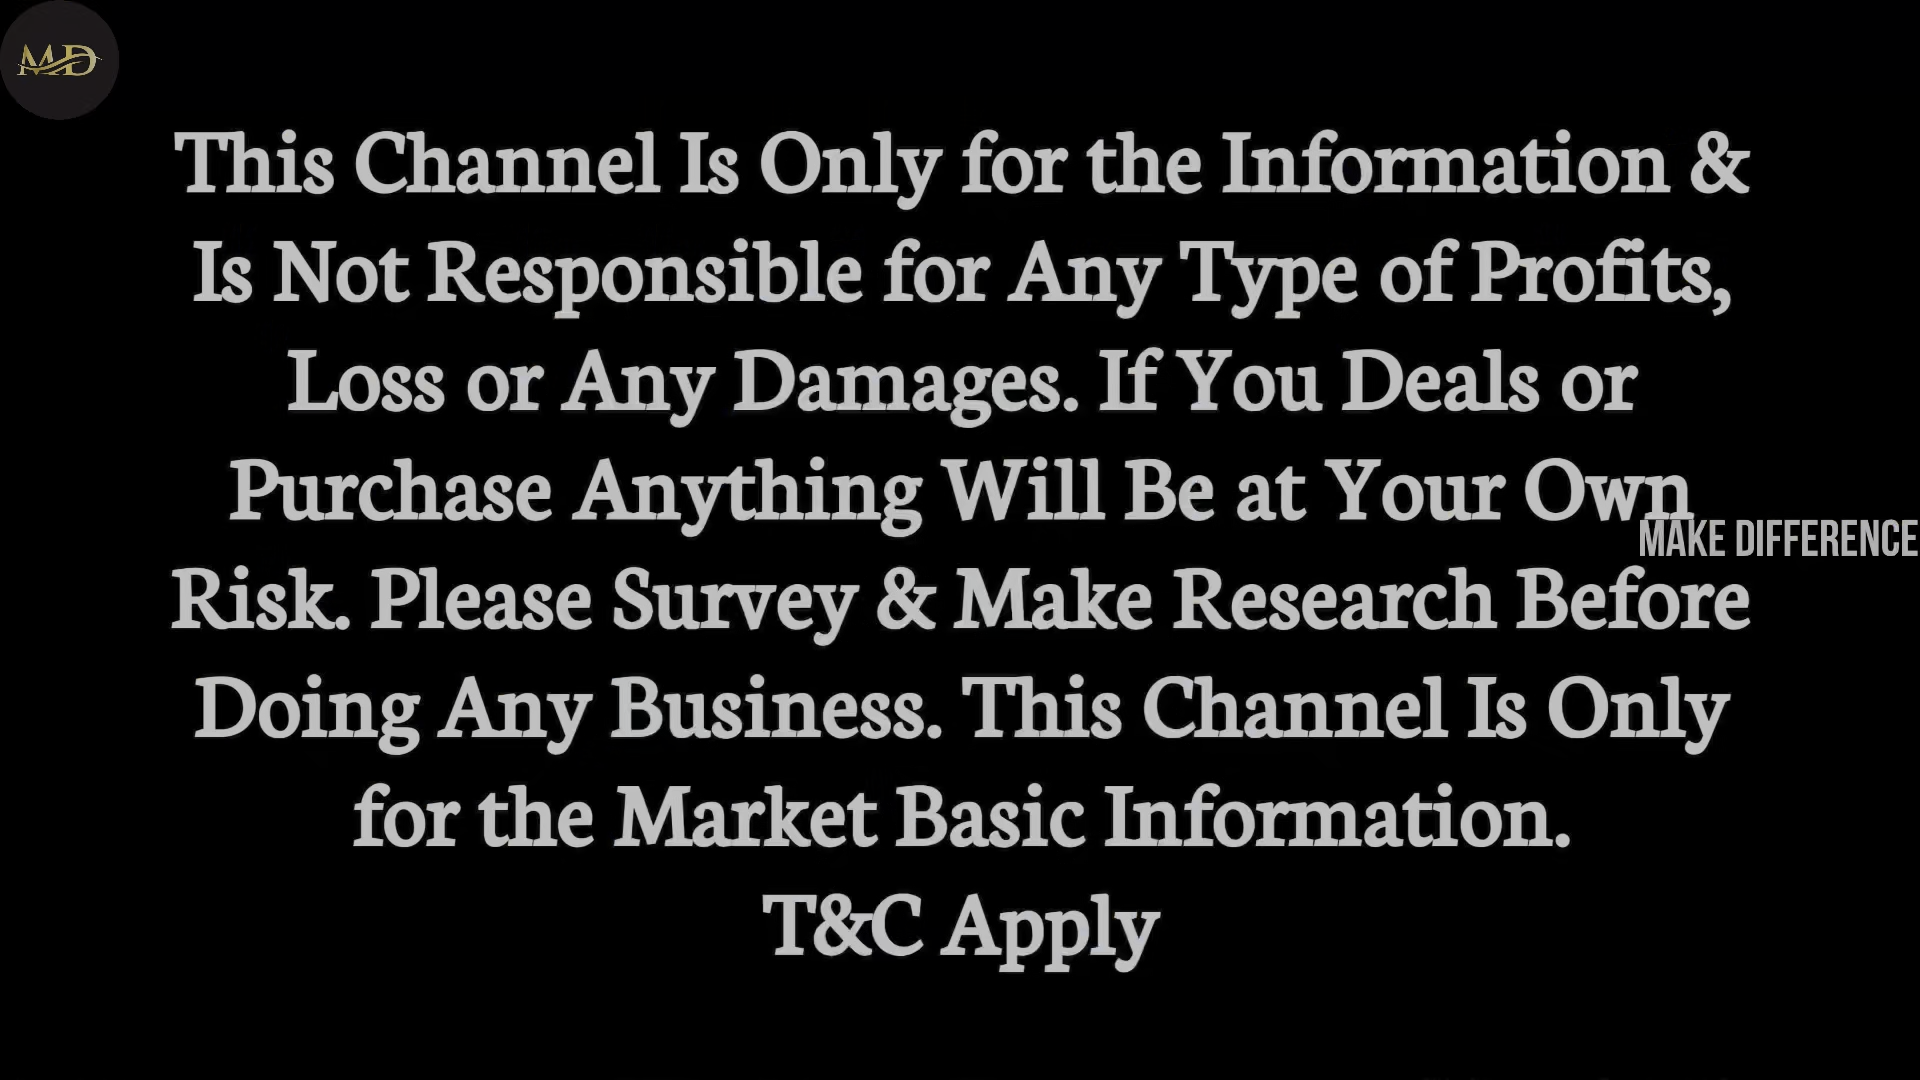 MD
This Channel Is Only for the Information &
Is Not Responsible for Any Type of Profits,
Loss or Any Damages. If You Deals or
Purchase Anything Will Be at Your Own
MAKE DIFFERENCE
Risk. Please Survey & Make Research Before
Doing Any Business. This Channel Is Only
for the Market Basic Information.
T&C Apply